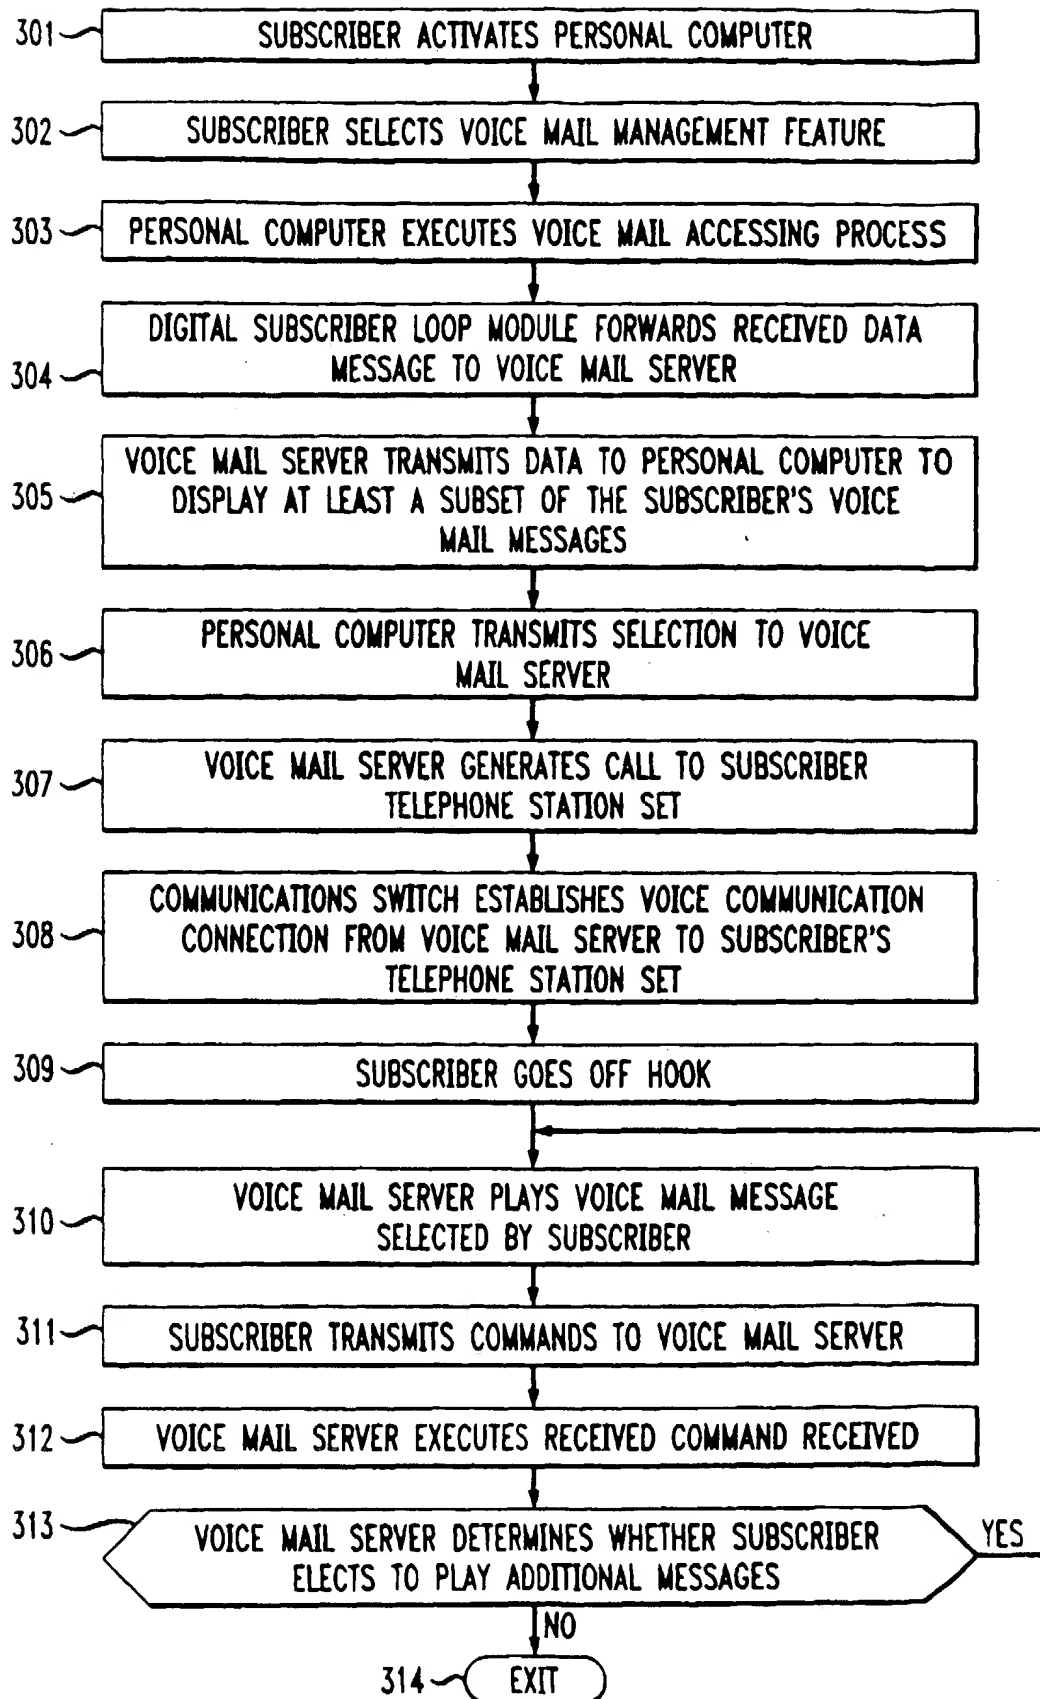 301 SUBSCRIBER ACTIVATES PERSONAL COMPUTER
302 SUBSCRIBER SELECTS VOICE MAIL MANAGEMENT FEATURE
303 PERSONAL COMPUTER EXECUTES VOICE MAIL ACCESSING PROCESS
DIGITAL SUBSCRIBER LOOP MODULE FORWARDS RECEIVED DATA
304 MESSAGE TO VOICE MAIL SERVER
VOICE MAIL SERVER TRANSMITS DATA TO PERSONAL COMPUTER TO
305 DISPLAY AT LEAST A SUBSET OF THE SUBSCRIBER'S VOICE
MAIL MESSAGES
PERSONAL COMPUTER TRANSMITS SELECTION TO VOICE
306 MAIL SERVER
VOICE MAIL SERVER GENERATES CALL TO SUBSCRIBER
307 TELEPHONE STATION SET
COMMUNICATIONS SWITCH ESTABLISHES VOICE COMMUNICATION
308 CONNECTION FROM VOICE MAIL SERVER TO SUBSCRIBER'S
TELEPHONE STATION SET
309 SUBSCRIBER GOES OFF HOOK
VOICE MAIL SERVER PLAYS VOICE MAIL MESSAGE
310 SELECTED BY SUBSCRIBER
311 SUBSCRIBER TRANSMITS COMMANDS TO VOICE MAIL SERVER
312 VOICE MAIL SERVER EXECUTES RECEIVED COMMAND RECEIVED
313 VOICE MAIL SERVER DETERMINES WHETHER SUBSCRIBER YES
ELECTS TO PLAY ADDITIONAL MESSAGES
NO
314 EXIT